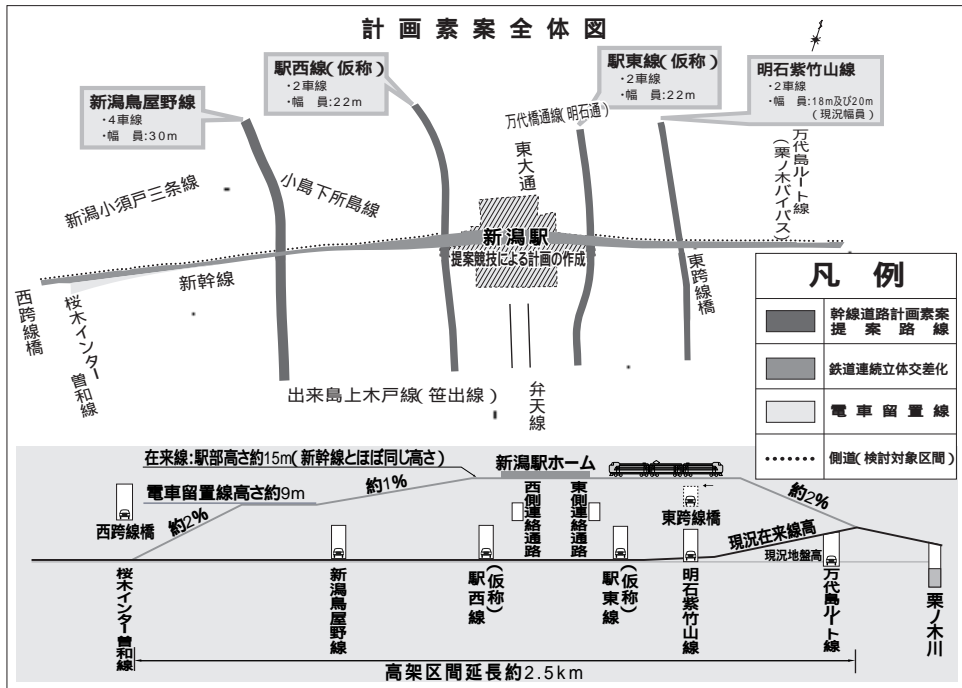 計画素案全体図
新潟鳥屋野線
・4車線
・幅 員:30m
駅西線(仮称)
・2車線
・幅 員:22m
駅東線(仮称)
・2車線
・幅 員:22m
明石紫竹山線
・2車線
・幅 員:18m及び20m
(現況幅員)
万代橋通線(明石通)
東大通
万代島ルート線
(栗ノ木バイパス)
新潟小須戸三条線
小島下所島線
新潟駅
提案競技による計画の作成
新幹線
西跨線橋
桜木インター曽和線
東跨線橋
出来島上木戸線(笹出線)
弁天線
凡例
幹線道路計画素案
提案路線
鉄道連続立体交差化
電車留置線
側道(検討対象区間)
在来線:駅部高さ約15m(新幹線とほぼ同じ高さ)
新潟駅ホーム
電車留置線高さ約9m
約1%
約2%
約2%
西跨線橋
西側連絡通路
東側連絡通路
東跨線橋
現況在来線高
現況地盤高
桜木インター曽和線
新潟鳥屋野線
(仮称)
駅西線
(仮称)
駅東線
明石紫竹山線
万代島ルート線
栗ノ木川
高架区間延長約2.5km